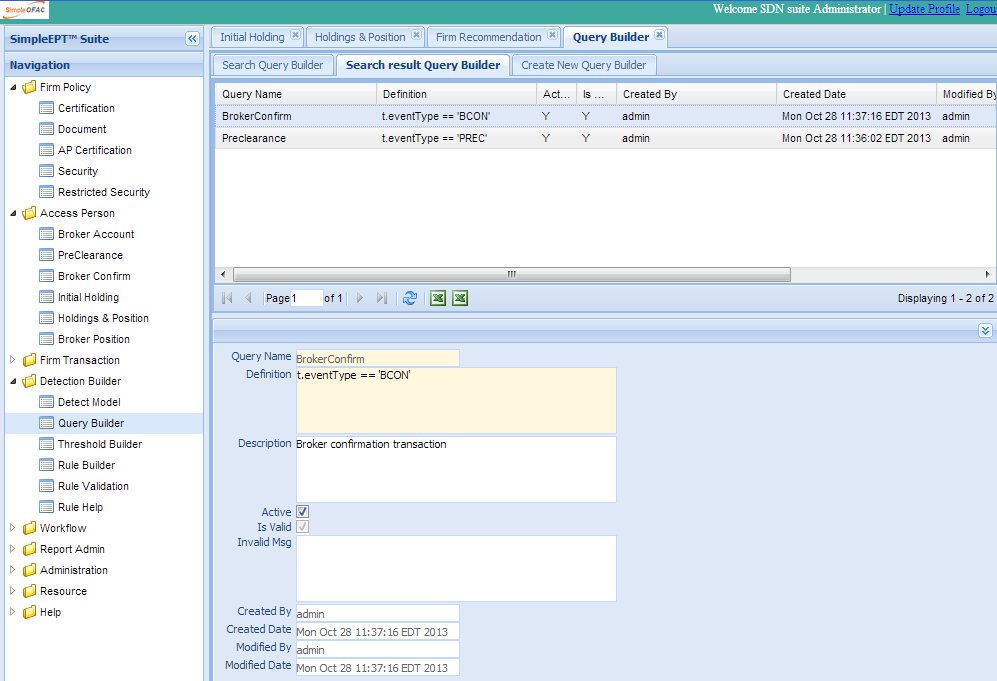 SimpleOFAC
Welcome SDN suite Administrator | Update Profile Logou
SimpleEPT™ Suite
Navigation
Firm Policy
Certification
Document
AP Certification
Security
Restricted Security
Access Person
Broker Account
PreClearance
Broker Confirm
Initial Holding
Holdings & Position
Broker Position
Firm Transaction
Detection Builder
Detect Model
Query Builder
Threshold Builder
Rule Builder
Rule Validation
Rule Help
Workflow
Report Admin
Administration
Resource
Help
Initial Holding Holdings & Position Firm Recommendation Query Builder
Search Query Builder Search result Query Builder Create New Query Builder
Query Name Definition Act... Is ... Created By Created Date Modified By
BrokerConfirm t.eventType == 'BCON' Y Y admin Mon Oct 28 11:37:16 EDT 2013 admin
Preclearance t.eventType == 'PREC' Y Y admin Mon Oct 28 11:36:02 EDT 2013 admin
Page 1 of 1 Displaying 1 - 2 of 2
Query Name BrokerConfirm
Definition t.eventType == 'BCON'
Description Broker confirmation transaction
Active
Is Valid
Invalid Msg
Created By admin
Created Date Mon Oct 28 11:37:16 EDT 2013
Modified By admin
Modified Date Mon Oct 28 11:37:16 EDT 2013